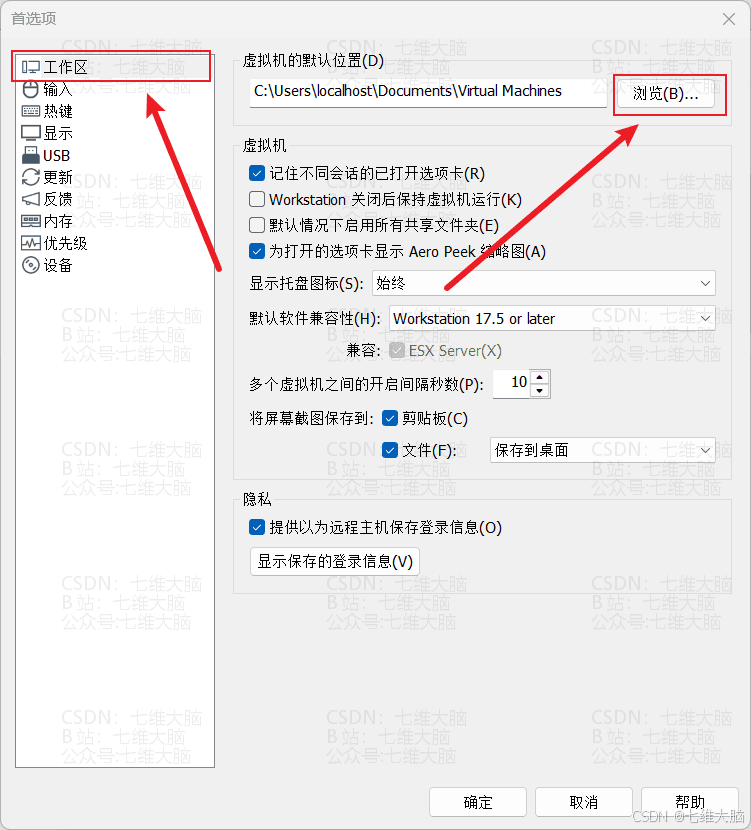 首选项
工作区
输入
热键
显示
USB
更新
反馈
内存
优先级
设备
虚拟机的默认位置(D)
C:\Users\localhost\Documents\Virtual Machines
浏览(B)...
虚拟机
记住不同会话的已打开选项卡(R)
Workstation 关闭后保持虚拟机运行(K)
默认情况下启用所有共享文件夹(E)
为打开的选项卡显示 Aero Peek 缩略图(A)
显示托盘图标(S): 始终
默认软件兼容性(H): Workstation 17.5 or later
兼容: ESX Server(X)
多个虚拟机之间的开启间隔秒数(P): 10
将屏幕截图保存到: 剪贴板(C)
文件(F): 保存到桌面
隐私
提供以为远程主机保存登录信息(O)
显示保存的登录信息(V)
确定 取消 帮助
CSDN @七维大脑
CSDN：七维大脑
B站：七维大脑
公众号:七维大脑